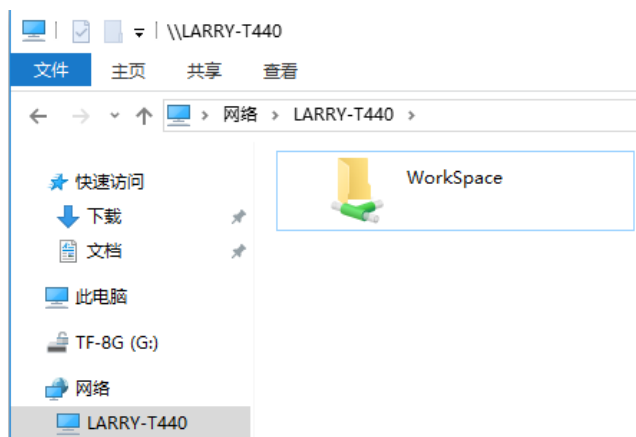 \\LARRY-T440
文件 主页 共享 查看
网络 LARRY-T440
快速访问
下载
文档
此电脑
TF-8G (G:)
网络
LARRY-T440
WorkSpace